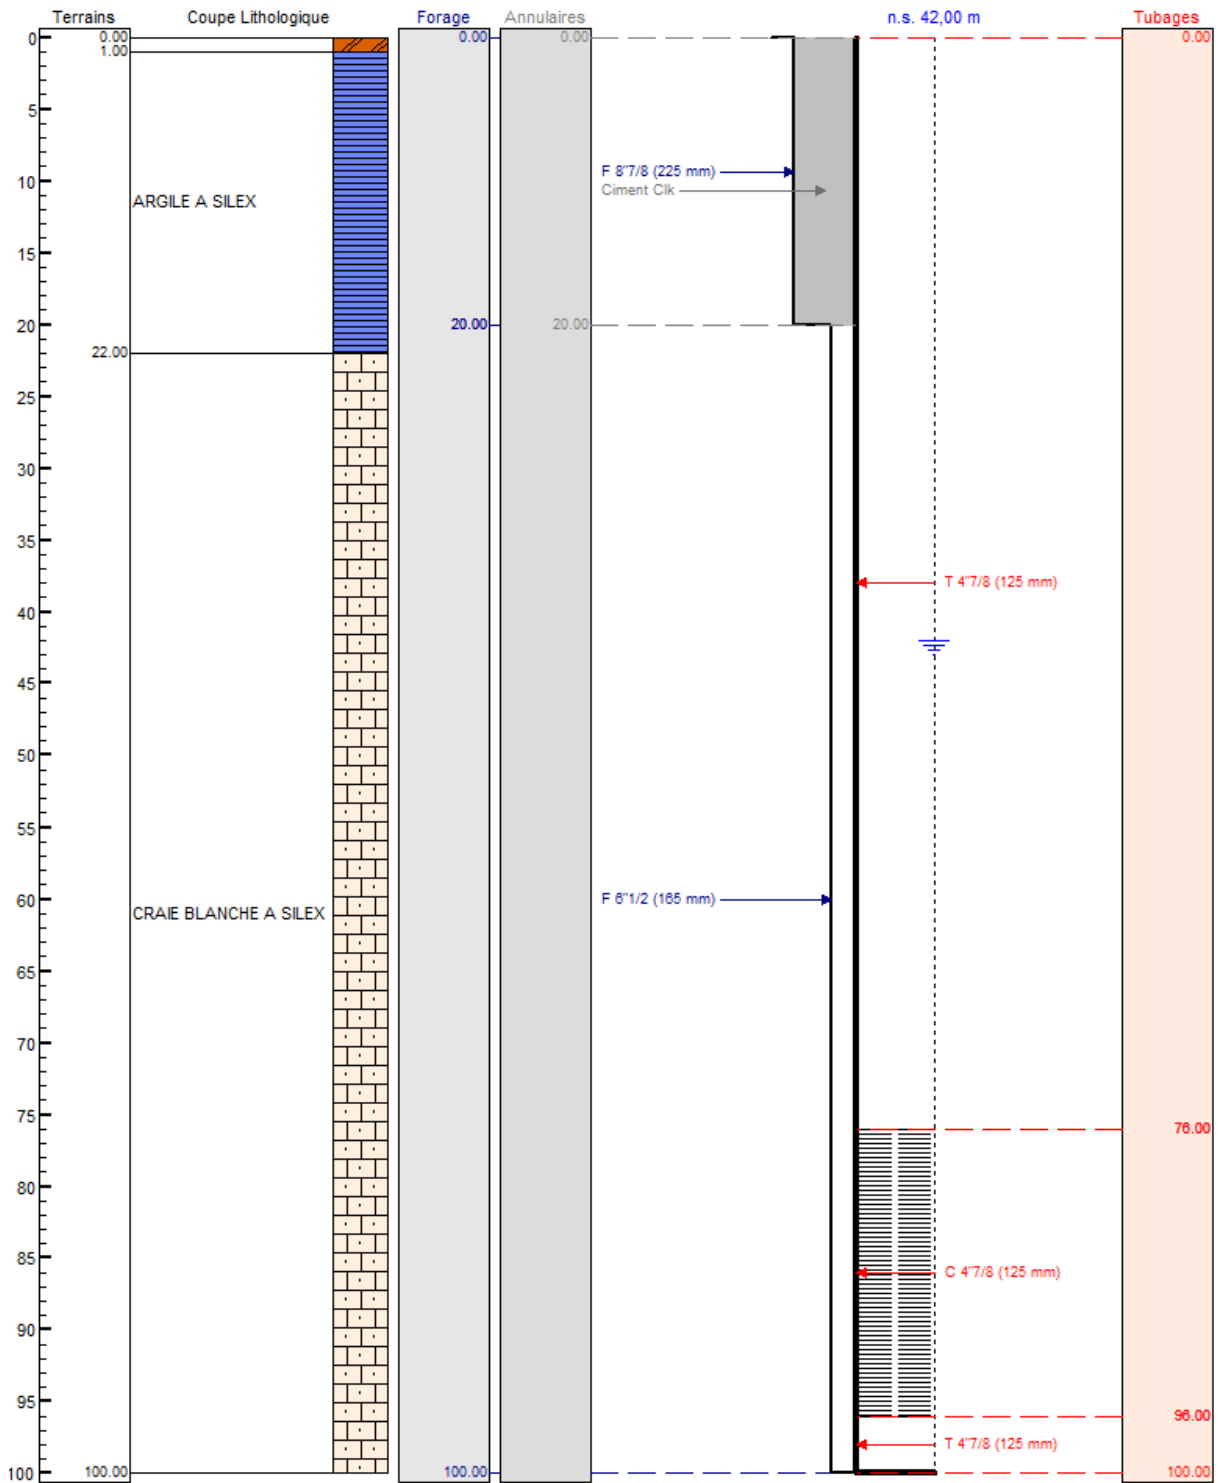 Terrains Coupe Lithologique Forage Annulaires n.s. 42,00 m Tubages
0 0.00 0.00 0.00 0.00
1.00
5
F 8"7/8 (225 mm)
10 Ciment Clk
ARGILE A SILEX
15
20 20.00 20.00
22.00
25
30
35
T 4"7/8 (125 mm)
40
45
50
55
60 F 6"1/2 (165 mm)
CRAIE BLANCHE A SILEX
65
70
75
76.00
80
85
C 4"7/8 (125 mm)
90
95
96.00
T 4"7/8 (125 mm)
100 100.00 100.00 100.00